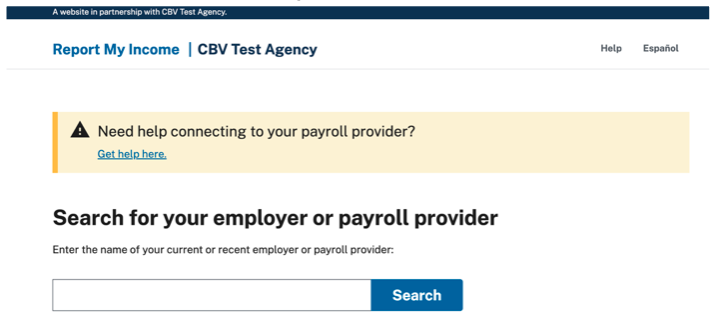 A website in partnership with CBV Test Agency.
Report My Income | CBV Test Agency
Help Español
Need help connecting to your payroll provider?
Get help here.
Search for your employer or payroll provider
Enter the name of your current or recent employer or payroll provider:
Search